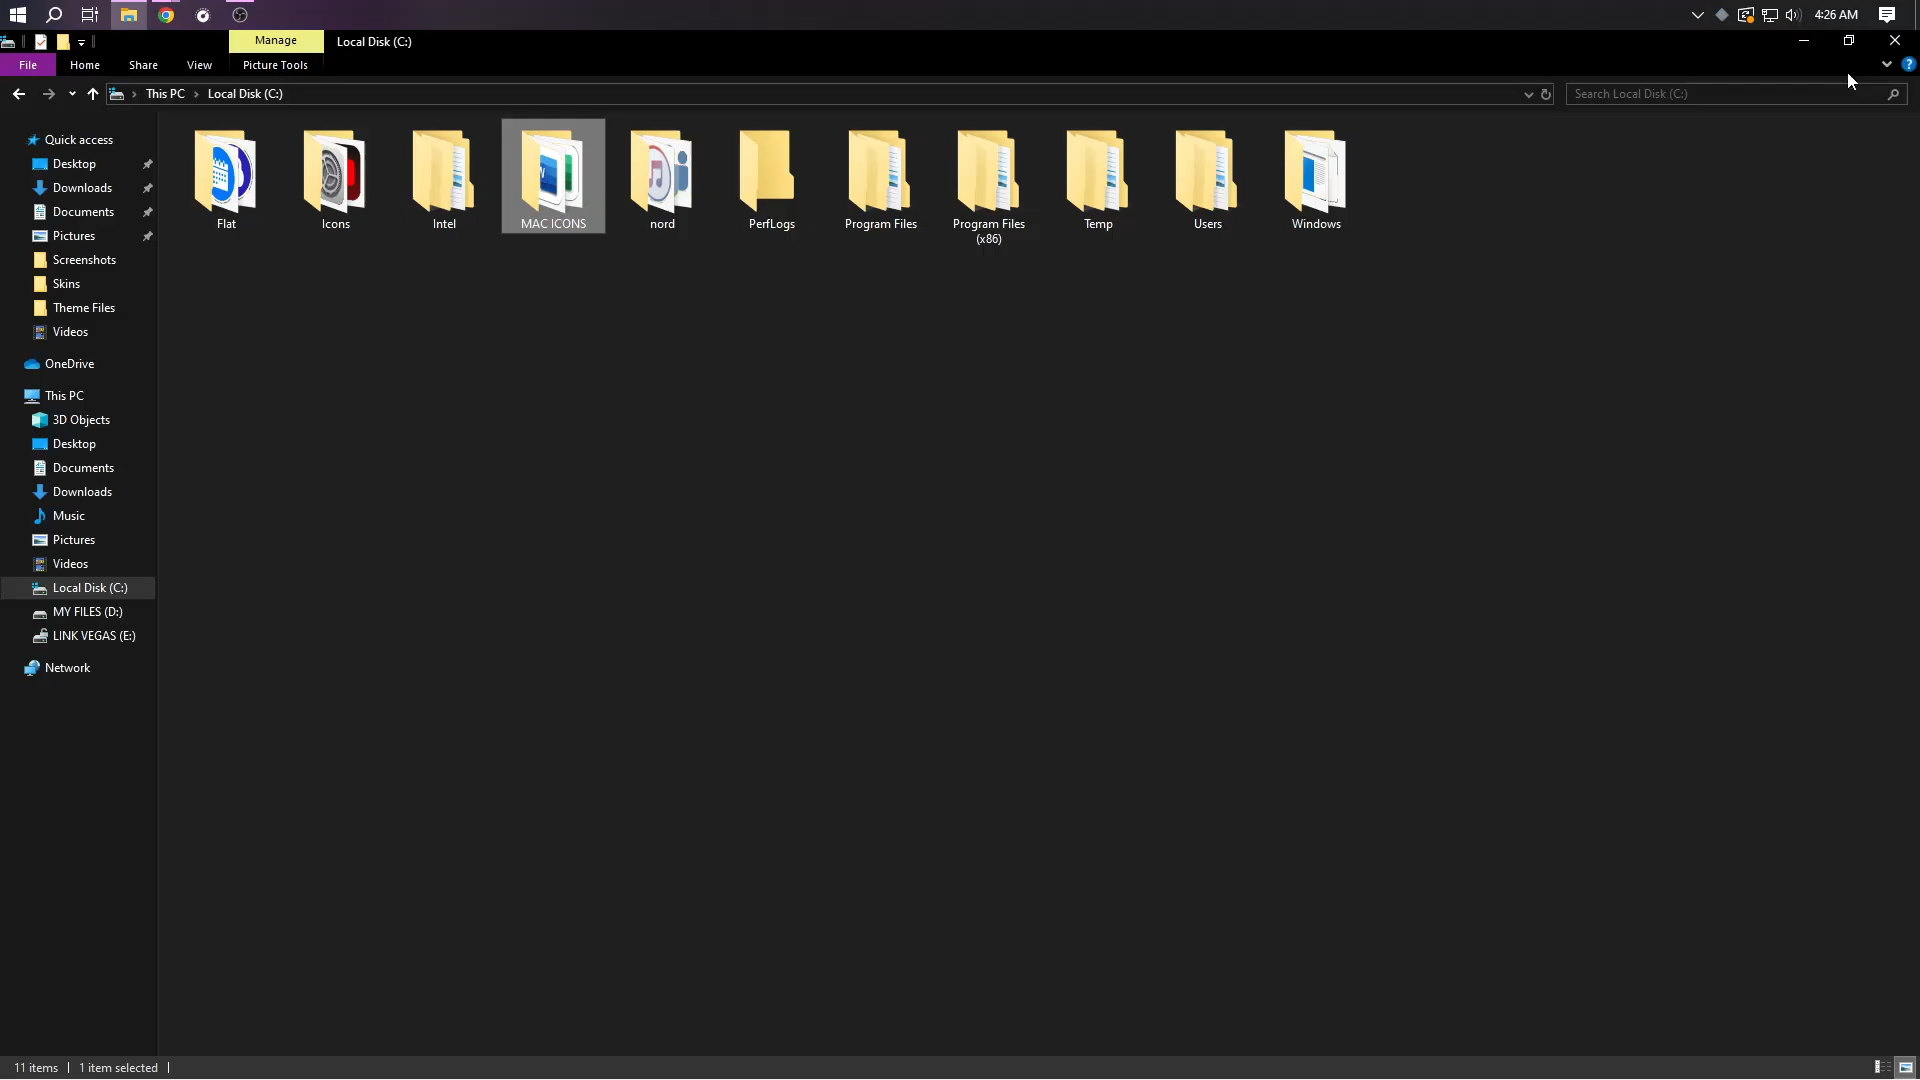 4:26 AM
Manage
Local Disk (C:)
File
Home
Share
View
Picture Tools
This PC
Local Disk (C:)
Search Local Disk (C:)
Quick access
Desktop
Downloads
Documents
Pictures
Screenshots
Skins
Theme Files
Videos
OneDrive
This PC
3D Objects
Desktop
Documents
Downloads
Music
Pictures
Videos
Local Disk (C:)
MY FILES (D:)
LINK VEGAS (E:)
Network
Flat
Icons
Intel
MAC ICONS
nord
PerfLogs
Program Files
Program Files
(x86)
Temp
Users
Windows
11 items
1 item selected